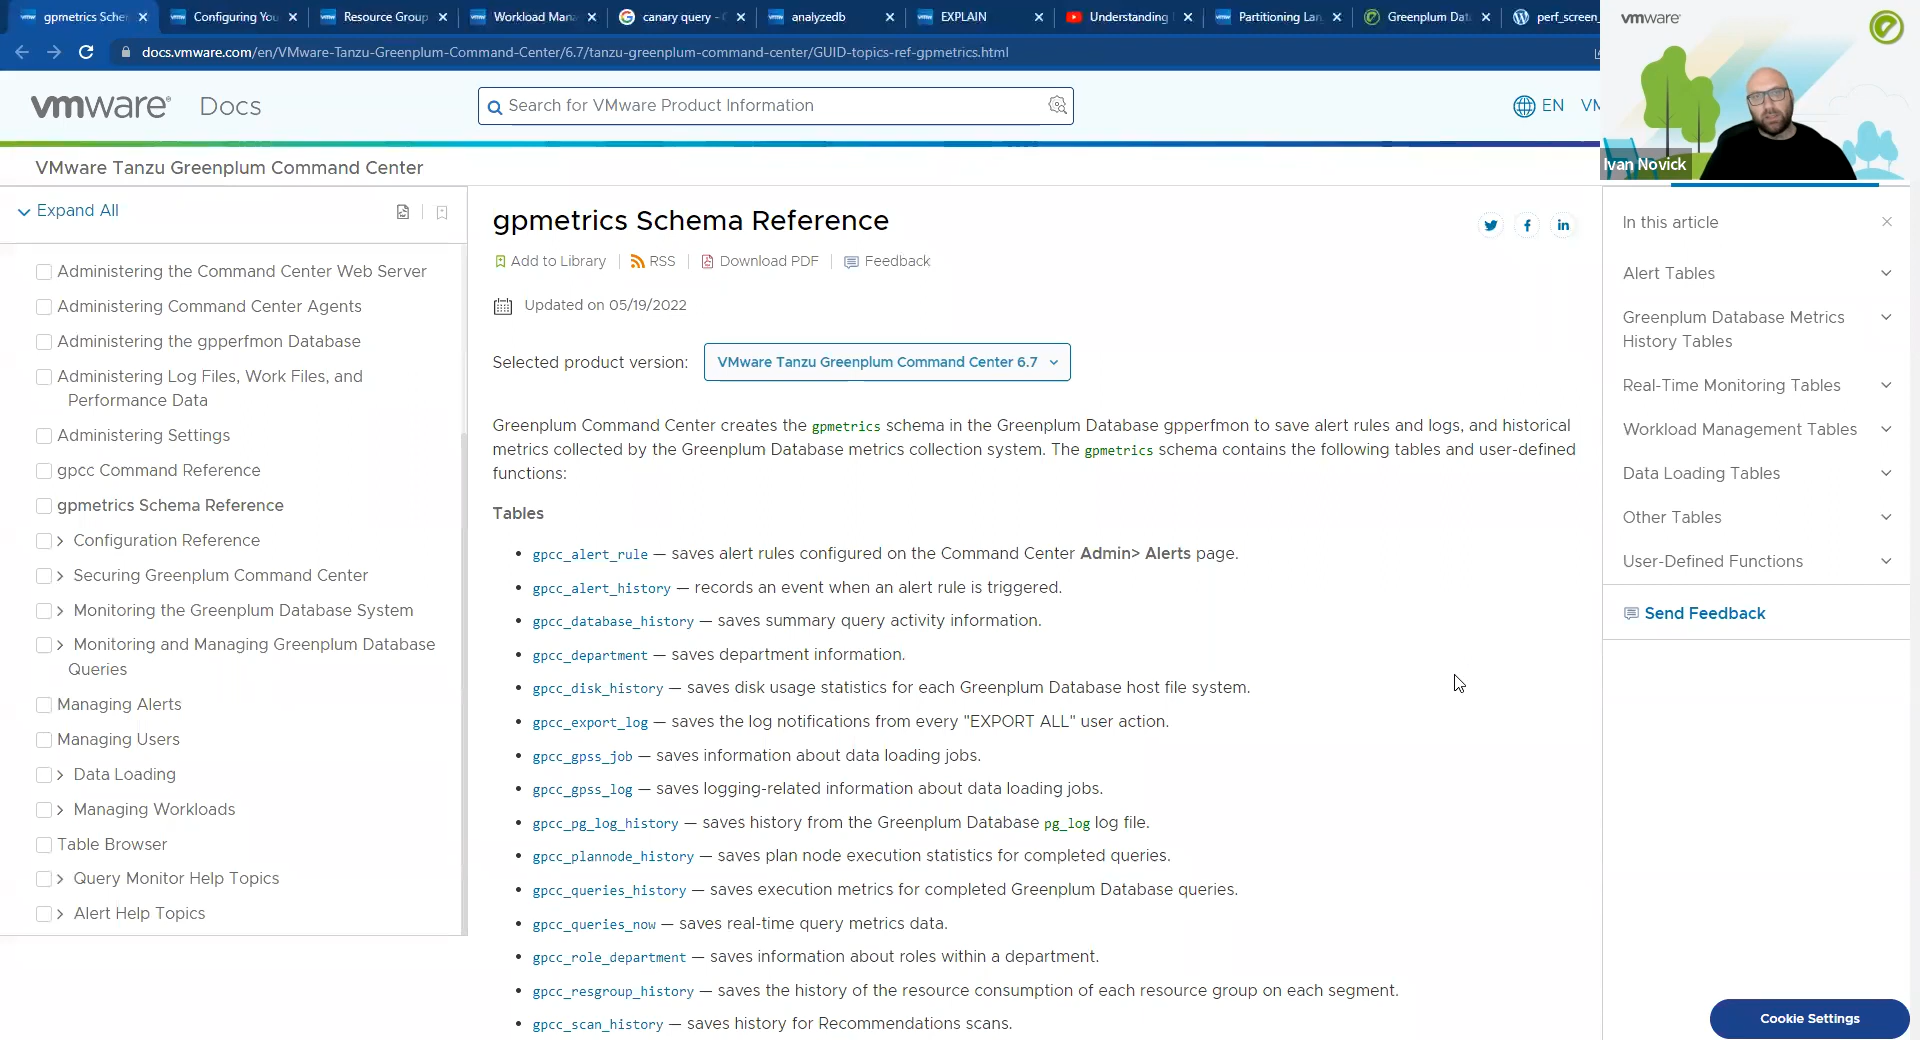 gpmetrics Sche
Configuring You
Resource Group
Workload Mana
canary query -
analyzedb
EXPLAIN
Understanding
Partitioning Lar
Greenplum Dat
perf_screen_
vmware
docs.vmware.com/en/VMware-Tanzu-Greenplum-Command-Center/6.7/tanzu-greenplum-command-center/GUID-topics-ref-gpmetrics.html
vmware Docs
Search for VMware Product Information
EN VM
Ivan Novick
VMware Tanzu Greenplum Command Center
Expand All
Administering the Command Center Web Server
Administering Command Center Agents
Administering the gpperfmon Database
Administering Log Files, Work Files, and
Performance Data
Administering Settings
gpcc Command Reference
gpmetrics Schema Reference
Configuration Reference
Securing Greenplum Command Center
Monitoring the Greenplum Database System
Monitoring and Managing Greenplum Database
Queries
Managing Alerts
Managing Users
Data Loading
Managing Workloads
Table Browser
Query Monitor Help Topics
Alert Help Topics
gpmetrics Schema Reference
Add to Library RSS Download PDF Feedback
Updated on 05/19/2022
Selected product version: VMware Tanzu Greenplum Command Center 6.7
Greenplum Command Center creates the gpmetrics schema in the Greenplum Database gpperfmon to save alert rules and logs, and historical
metrics collected by the Greenplum Database metrics collection system. The gpmetrics schema contains the following tables and user-defined
functions:
Tables
• gpcc_alert_rule — saves alert rules configured on the Command Center Admin> Alerts page.
• gpcc_alert_history — records an event when an alert rule is triggered.
• gpcc_database_history — saves summary query activity information.
• gpcc_department — saves department information.
• gpcc_disk_history — saves disk usage statistics for each Greenplum Database host file system.
• gpcc_export_log — saves the log notifications from every "EXPORT ALL" user action.
• gpcc_gpss_job — saves information about data loading jobs.
• gpcc_gpss_log — saves logging-related information about data loading jobs.
• gpcc_pg_log_history — saves history from the Greenplum Database pg_log log file.
• gpcc_plannode_history — saves plan node execution statistics for completed queries.
• gpcc_queries_history — saves execution metrics for completed Greenplum Database queries.
• gpcc_queries_now — saves real-time query metrics data.
• gpcc_role_department — saves information about roles within a department.
• gpcc_resgroup_history — saves the history of the resource consumption of each resource group on each segment.
• gpcc_scan_history — saves history for Recommendations scans.
In this article
Alert Tables
Greenplum Database Metrics
History Tables
Real-Time Monitoring Tables
Workload Management Tables
Data Loading Tables
Other Tables
User-Defined Functions
Send Feedback
Cookie Settings